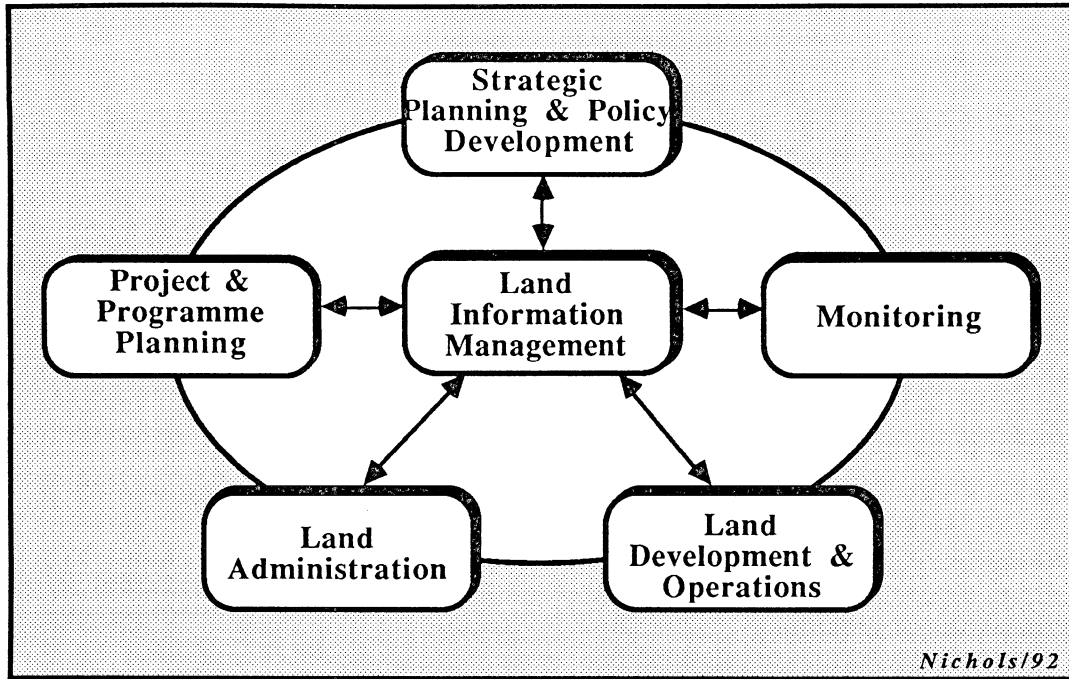 Strategic
Planning & Policy
Development
Project &
Programme
Planning
Land
Information
Management
Monitoring
Land
Administration
Land
Development &
Operations
Nichols/92